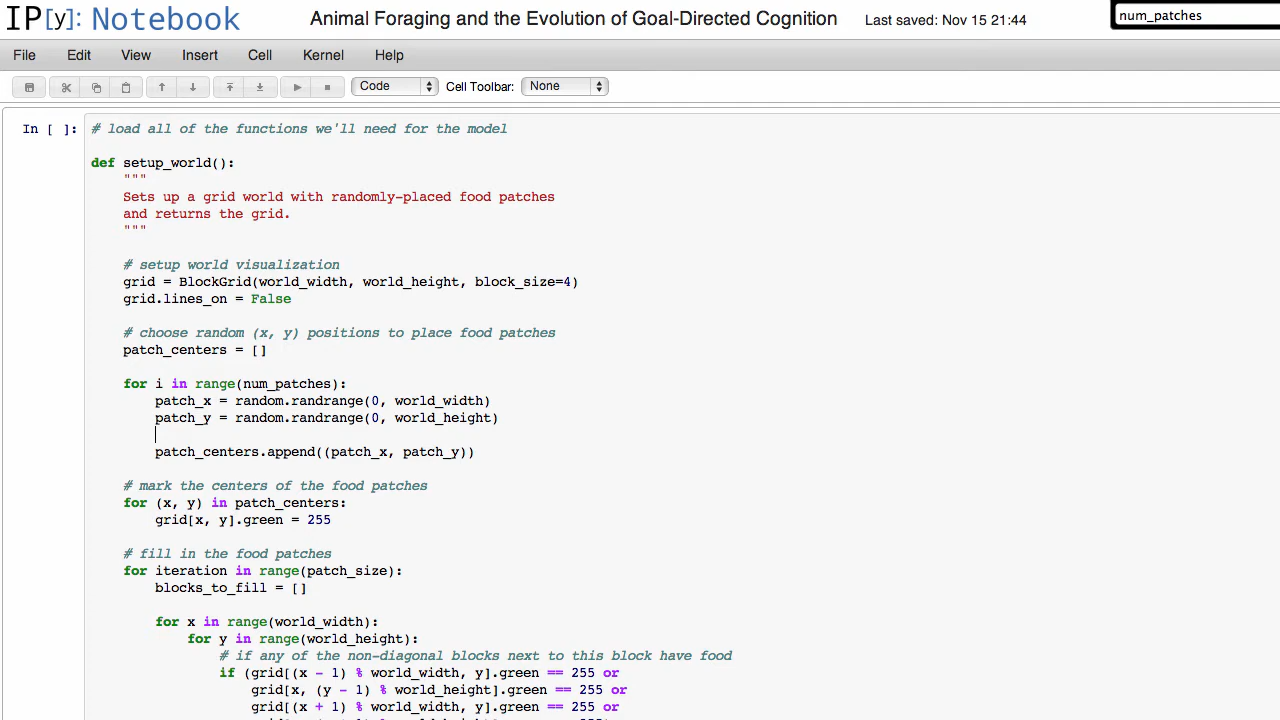 IP[y]: Notebook Animal Foraging and the Evolution of Goal-Directed Cognition Last saved: Nov 15 21:44 num_patches
File Edit View Insert Cell Kernel Help
Code Cell Toolbar: None
In [ ]: # load all of the functions we'll need for the model
def setup_world():
"""
Sets up a grid world with randomly-placed food patches
and returns the grid.
"""
# setup world visualization
grid = BlockGrid(world_width, world_height, block_size=4)
grid.lines_on = False
# choose random (x, y) positions to place food patches
patch_centers = []
for i in range(num_patches):
patch_x = random.randrange(0, world_width)
patch_y = random.randrange(0, world_height)
patch_centers.append((patch_x, patch_y))
# mark the centers of the food patches
for (x, y) in patch_centers:
grid[x, y].green = 255
# fill in the food patches
for iteration in range(patch_size):
blocks_to_fill = []
for x in range(world_width):
for y in range(world_height):
# if any of the non-diagonal blocks next to this block have food
if (grid[(x - 1) % world_width, y].green == 255 or
grid[x, (y - 1) % world_height].green == 255 or
grid[(x + 1) % world_width, y].green == 255 or